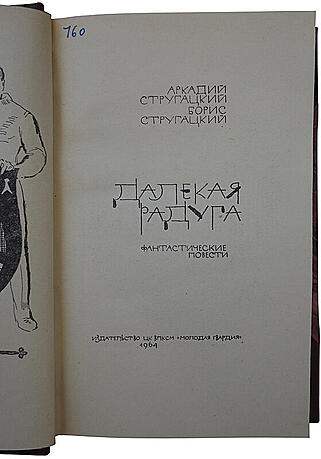 760
АРКАДИЙ
СТРУГАЦКИЙ
БОРИС
СТРУГАЦКИЙ
ДАЛЕКАЯ
РАДУГА
ФАНТАСТИЧЕСКИЕ
ПОВЕСТИ
ИЗДАТЕЛЬСТВО ЦК ВЛКСМ «МОЛОДАЯ ГВАРДИЯ»
1964